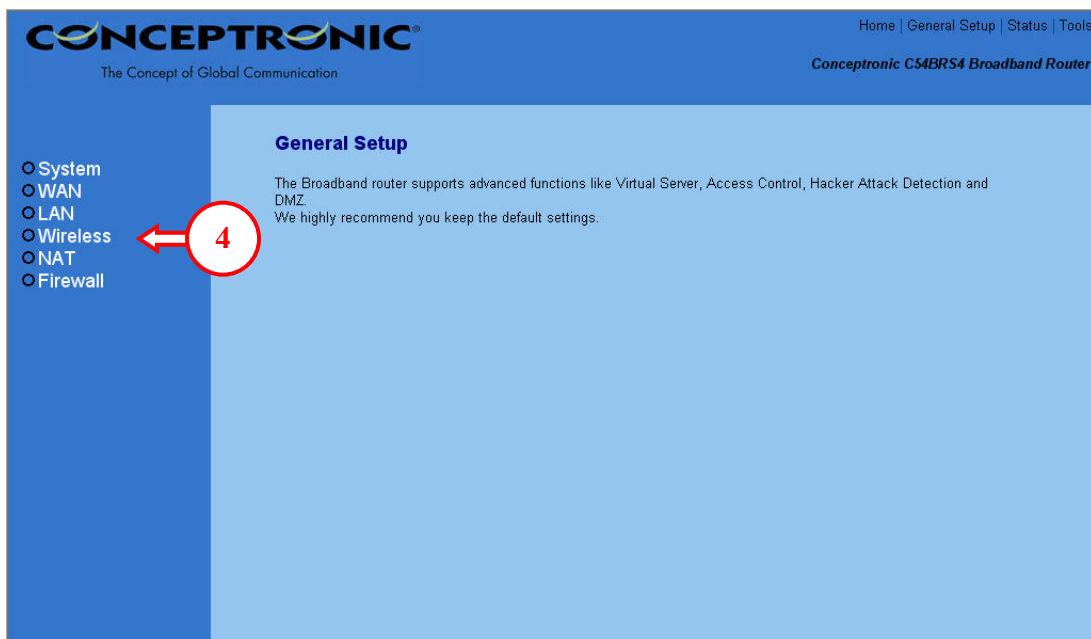 CONCEPTRONIC®
The Concept of Global Communication
Home | General Setup | Status | Tools
Conceptronic C54BRS4 Broadband Router
System
WAN
LAN
Wireless
NAT
Firewall
4
General Setup
The Broadband router supports advanced functions like Virtual Server, Access Control, Hacker Attack Detection and
DMZ.
We highly recommend you keep the default settings.